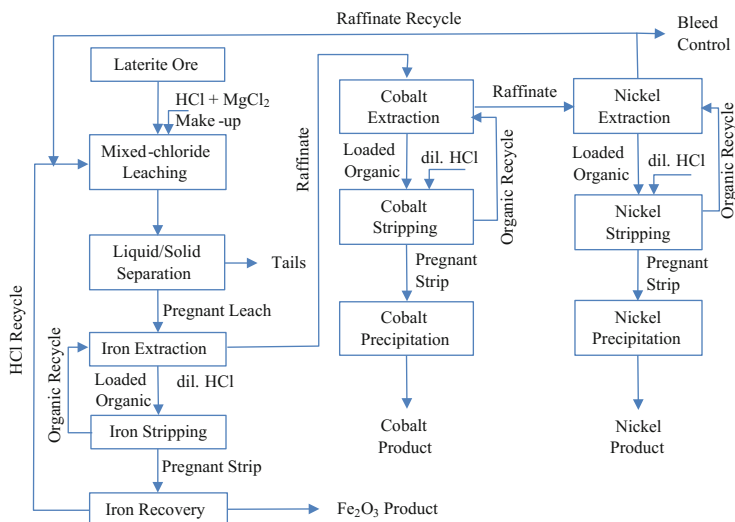 Raffinate Recycle
Bleed
Control
Laterite Ore
HCl + MgCl2
Make -up
Mixed-chloride
Leaching
Liquid/Solid
Separation
Tails
Pregnant Leach
Iron Extraction
Loaded
Organic
dil. HCl
Iron Stripping
Pregnant Strip
Iron Recovery
Fe2O3 Product
HCl Recycle
Organic Recycle
Raffinate
Cobalt
Extraction
Raffinate
Loaded
Organic
dil. HCl
Organic Recycle
Cobalt
Stripping
Pregnant
Strip
Cobalt
Precipitation
Cobalt
Product
Nickel
Extraction
Loaded
Organic
dil. HCl
Organic Recycle
Nickel
Stripping
Pregnant
Strip
Nickel
Precipitation
Nickel
Product